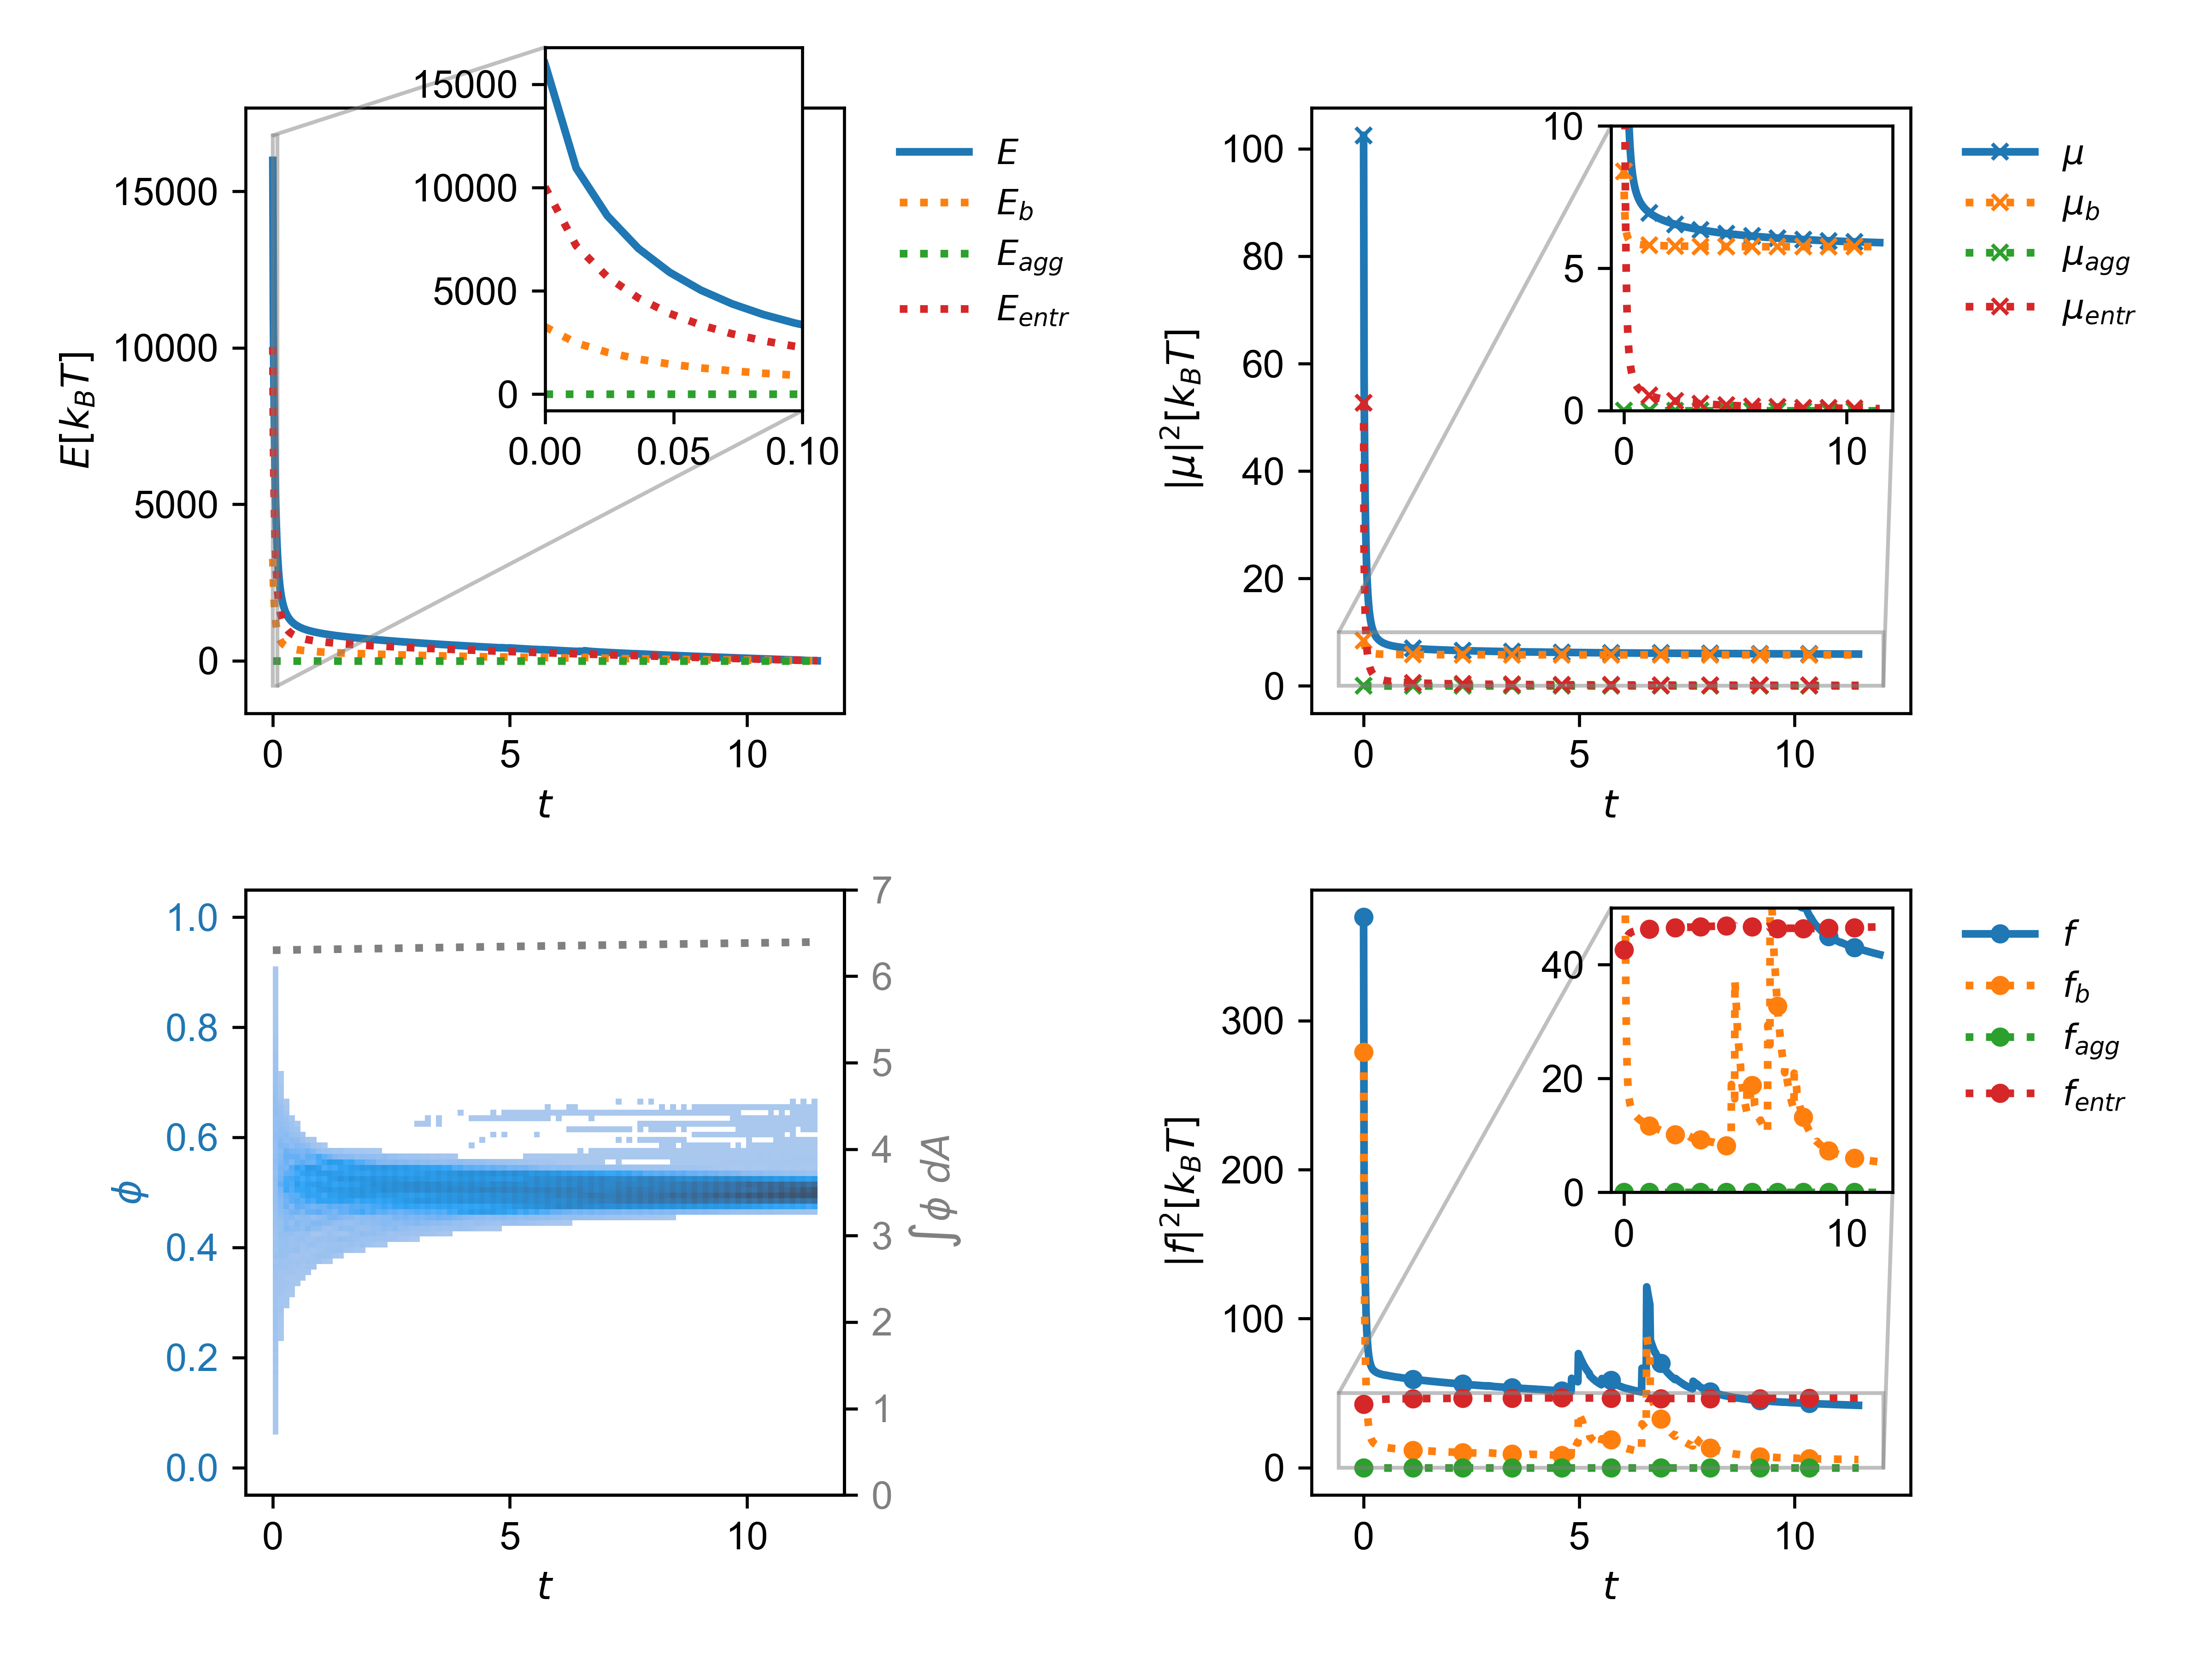 15000
10000
5000
0
E[k_B T]
0
5
10
t
15000
10000
5000
0
0.00
0.05
0.10
E
E_b
E_agg
E_entr
100
80
60
40
20
0
|μ|²[k_B T]
0
5
10
t
10
5
0
0
10
μ
μ_b
μ_agg
μ_entr
1.0
0.8
0.6
0.4
0.2
0.0
ϕ
0
5
10
t
7
6
5
4
3
2
1
0
∫ ϕ dA
300
200
100
0
|f|²[k_B T]
0
5
10
t
40
20
0
0
10
f
f_b
f_agg
f_entr